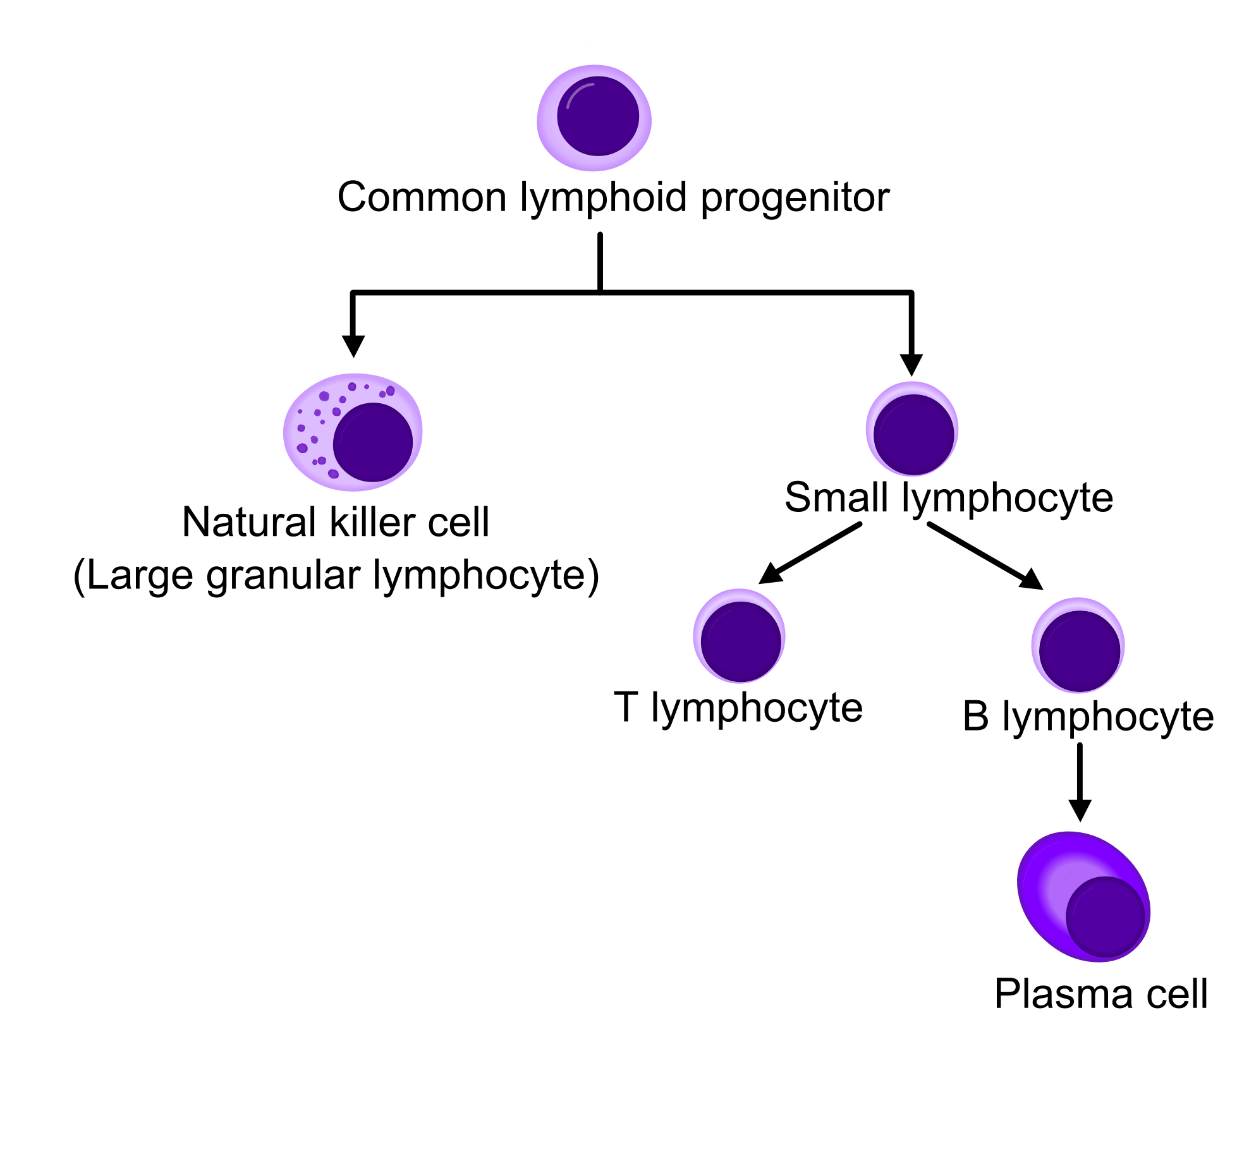 Common lymphoid progenitor
Natural killer cell
(Large granular lymphocyte)
Small lymphocyte
T lymphocyte
B lymphocyte
Plasma cell